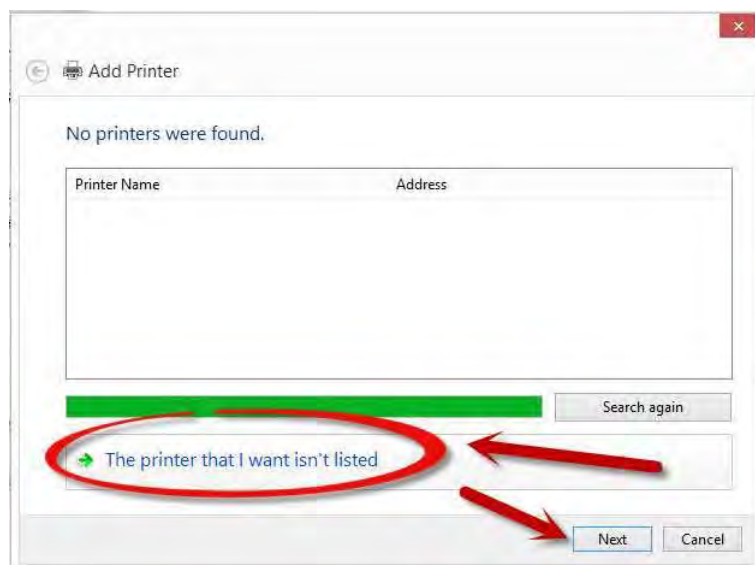 Add Printer
No printers were found.
Printer Name Address
Search again
The printer that I want isn't listed
Next Cancel